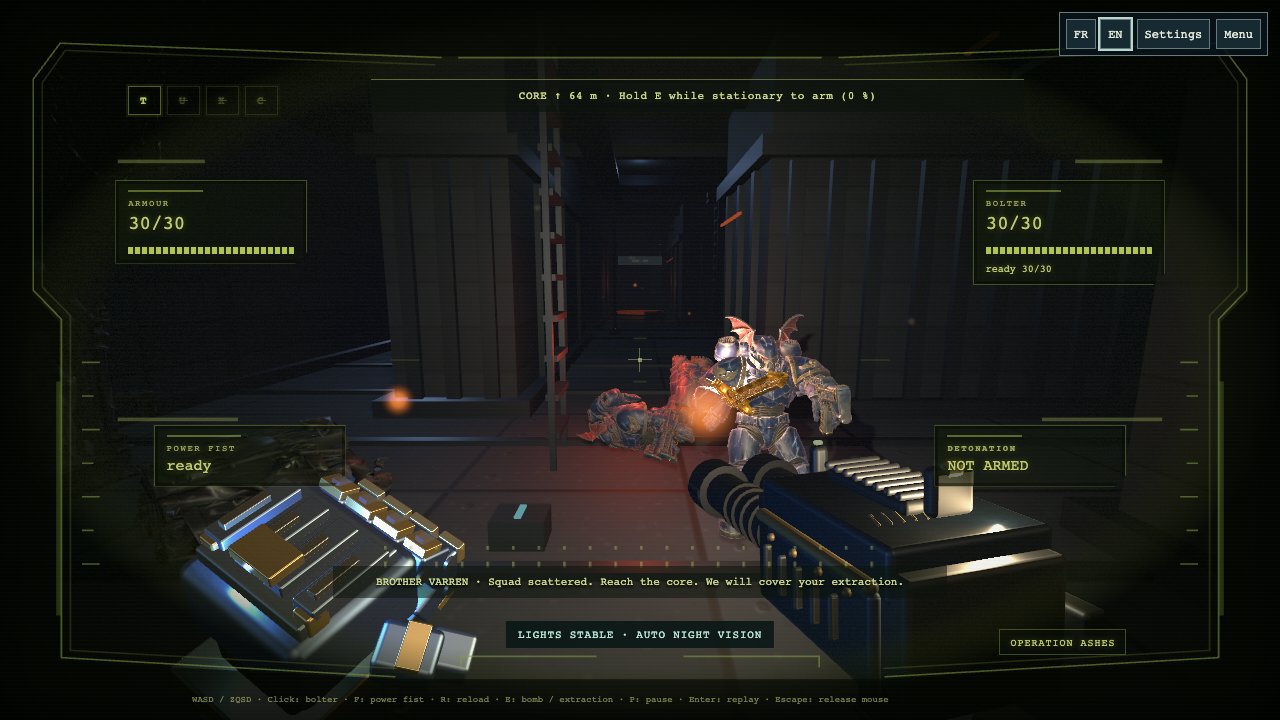 FR EN Settings Menu
CORE ↑ 64 m · Hold E while stationary to arm (0 %)
T U X C
ARMOUR
30/30
BOLTER
30/30
ready 30/30
POWER FIST
ready
DETONATION
NOT ARMED
BROTHER VARREN · Squad scattered. Reach the core. We will cover your extraction.
LIGHTS STABLE · AUTO NIGHT VISION
OPERATION ASHES
WASD / ZQSD · Click: bolter · F: power fist · R: reload · E: bomb / extraction · P: pause · Enter: replay · Escape: release mouse